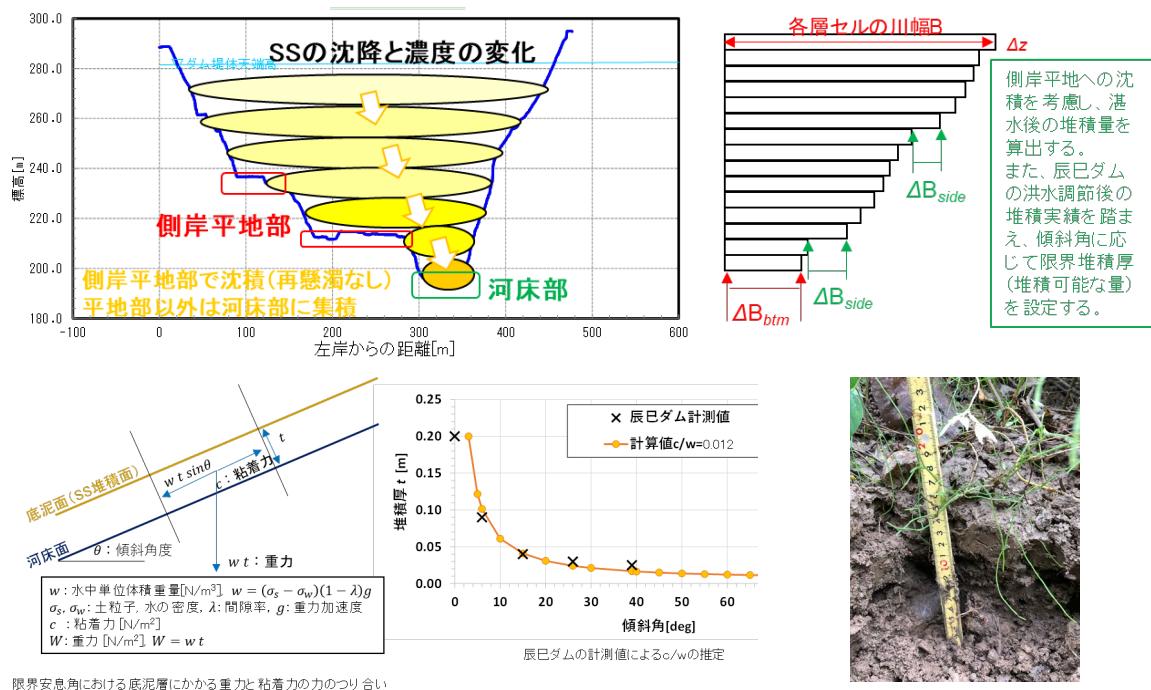 300.0
280.0
260.0
240.0
220.0
200.0
180.0
標高[m]
-100
0
100
200
300
400
500
600
左岸からの距離[m]
SSの沈降と濃度の変化
ダム堤体天端高
側岸平地部
側岸平地部で沈積(再懸濁なし)
平地部以外は河床部に集積
河床部
各層セルの川幅B
Δz
ΔBside
ΔBside
ΔBbtm
側岸平地への沈
積を考慮し、湛
水後の堆積量を
算出する。
また、辰巳ダム
の洪水調節後の
堆積実績を踏ま
え、傾斜角に応
じて限界堆積厚
(堆積可能な量)
を設定する。
底泥面(SS堆積面)
河床面
w t sinθ
c:粘着力
t
θ:傾斜角度
w t:重力
w:水中単位体積重量[N/m³] w = (σs − σw)(1 − λ)g
σs, σw:土粒子, 水の密度, λ:間隙率, g:重力加速度
c :粘着力 [N/m²]
W:重力 [N/m²], W = w t
限界安息角における底泥層にかかる重力と粘着力の力のつり合い
0.25
0.20
0.15
0.10
0.05
0.00
堆積厚 t [m]
× 辰巳ダム計測値
計算値c/w=0.012
0
10
20
30
40
50
60
傾斜角[deg]
辰巳ダムの計測値によるc/wの推定